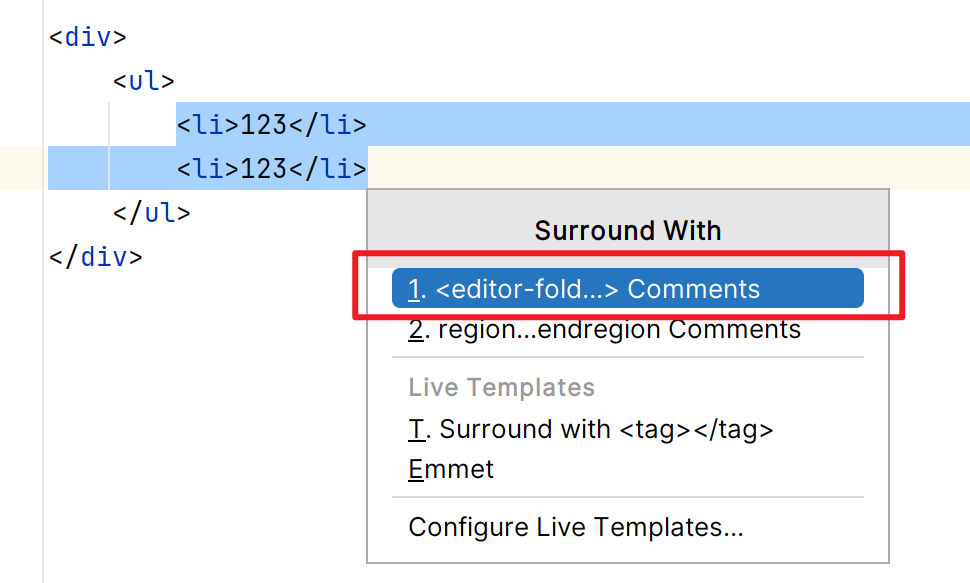 <div>
<ul>
<li>123</li>
<li>123</li>
</ul>
</div>
Surround With
1. <editor-fold...> Comments
2. region...endregion Comments
Live Templates
T. Surround with <tag></tag>
Emmet
Configure Live Templates...